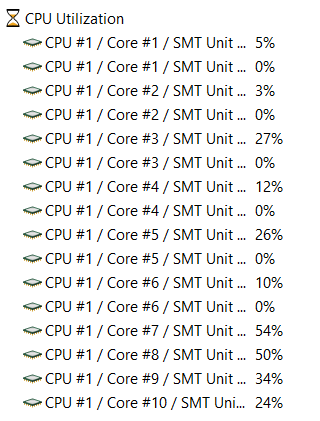 CPU Utilization
CPU #1 / Core #1 / SMT Unit ... 5%
CPU #1 / Core #1 / SMT Unit ... 0%
CPU #1 / Core #2 / SMT Unit ... 3%
CPU #1 / Core #2 / SMT Unit ... 0%
CPU #1 / Core #3 / SMT Unit ... 27%
CPU #1 / Core #3 / SMT Unit ... 0%
CPU #1 / Core #4 / SMT Unit ... 12%
CPU #1 / Core #4 / SMT Unit ... 0%
CPU #1 / Core #5 / SMT Unit ... 26%
CPU #1 / Core #5 / SMT Unit ... 0%
CPU #1 / Core #6 / SMT Unit ... 10%
CPU #1 / Core #6 / SMT Unit ... 0%
CPU #1 / Core #7 / SMT Unit ... 54%
CPU #1 / Core #8 / SMT Unit ... 50%
CPU #1 / Core #9 / SMT Unit ... 34%
CPU #1 / Core #10 / SMT Uni... 24%